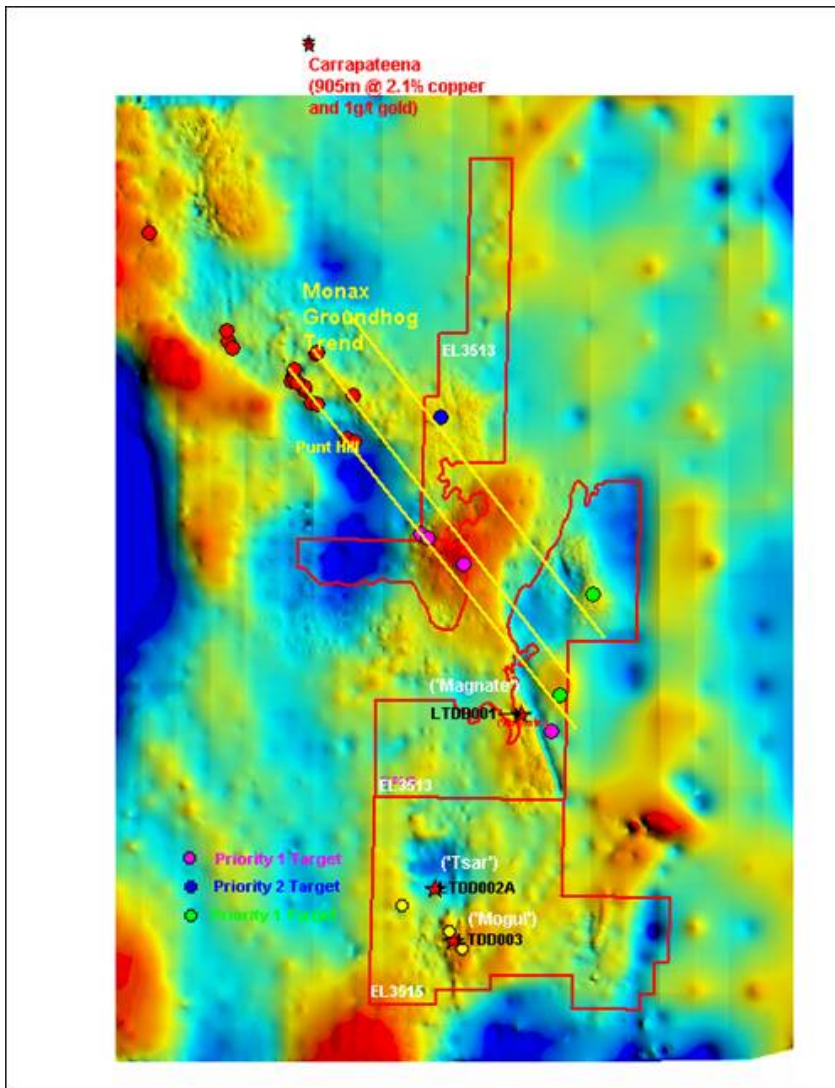 Carrapateena
(905m @ 2.1% copper
and 1g/t gold)
Monax
Groundhog
Trend
EL3513
Punt Hill
('Magnate')
LTDD001
EL3513
Priority 1 Target
('Tsar')
Priority 2 Target
TDD002A
Priority 1 Target
('Mogul')
LTDD003
EL3515